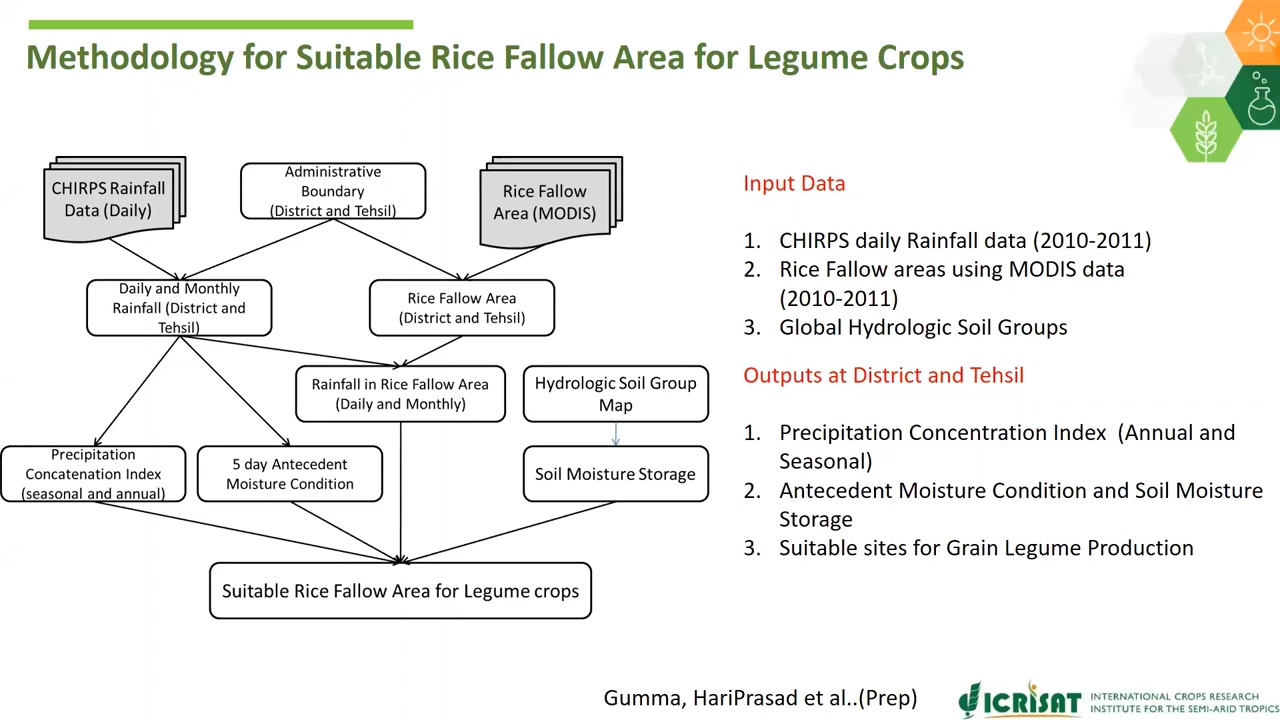 Methodology for Suitable Rice Fallow Area for Legume Crops
CHIRPS Rainfall
Data (Daily)
Administrative
Boundary
(District and Tehsil)
Rice Fallow
Area (MODIS)
Daily and Monthly
Rainfall (District and
Tehsil)
Rice Fallow Area
(District and Tehsil)
Rainfall in Rice Fallow Area
(Daily and Monthly)
Hydrologic Soil Group
Map
Precipitation
Concatenation Index
(seasonal and annual)
5 day Antecedent
Moisture Condition
Soil Moisture Storage
Suitable Rice Fallow Area for Legume crops
Input Data
1. CHIRPS daily Rainfall data (2010-2011)
2. Rice Fallow areas using MODIS data
(2010-2011)
3. Global Hydrologic Soil Groups
Outputs at District and Tehsil
1. Precipitation Concentration Index (Annual and
Seasonal)
2. Antecedent Moisture Condition and Soil Moisture
Storage
3. Suitable sites for Grain Legume Production
Gumma, HariPrasad et al..(Prep)
ICRISAT
INTERNATIONAL CROPS RESEARCH
INSTITUTE FOR THE SEMI-ARID TROPICS